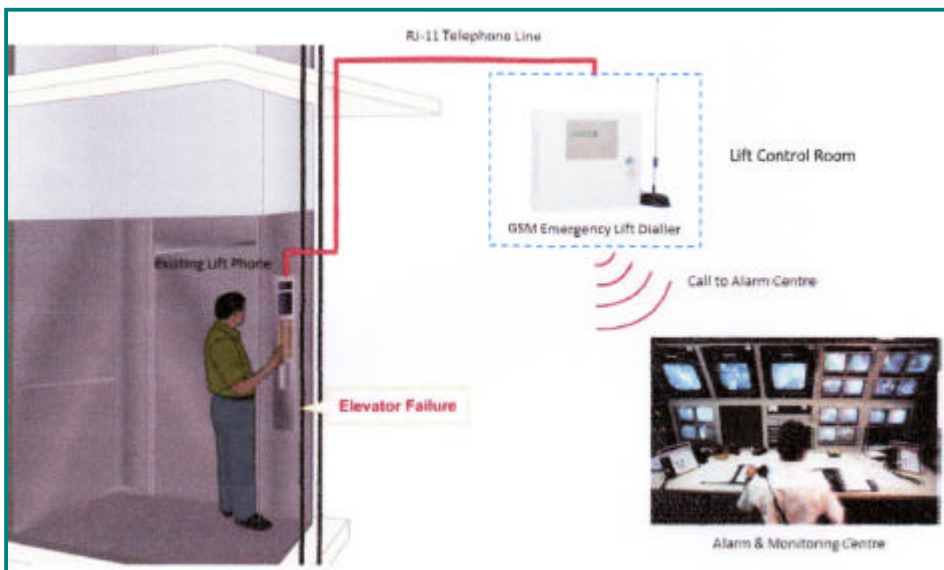 RJ-11 Telephone Line
Lift Control Room
GSM Emergency Lift Dialler
Existing Lift Phone
Call to Alarm Centre
Elevator Failure
Alarm & Monitoring Centre